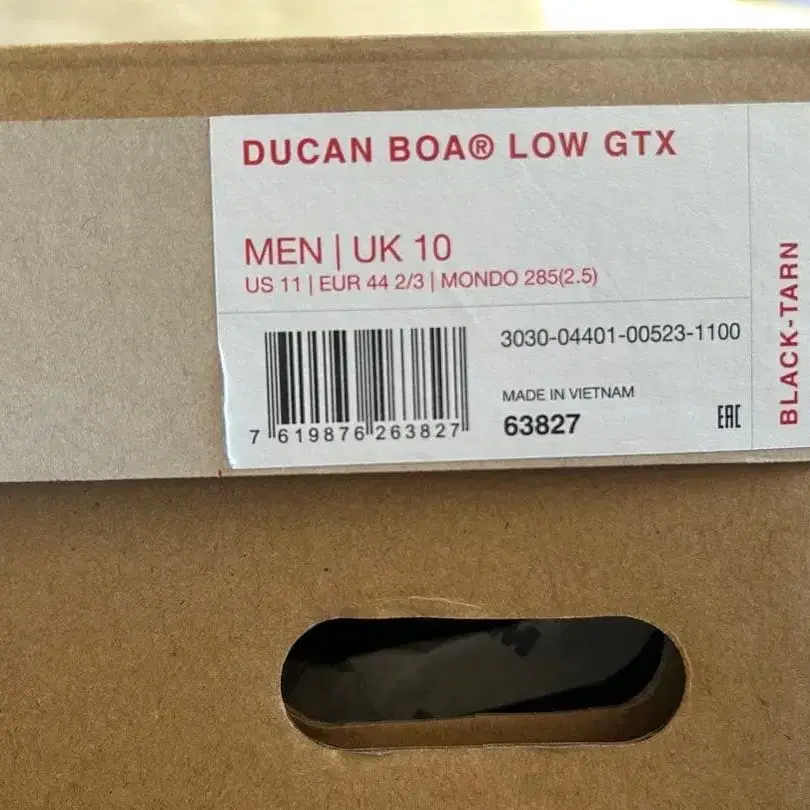 DUCAN BOA® LOW GTX
MEN | UK 10
US 11 | EUR 44 2/3 | MONDO 285(2.5)
3030-04401-00523-1100
MADE IN VIETNAM
63827
EAC
7 619876 263827
BLACK-TARN